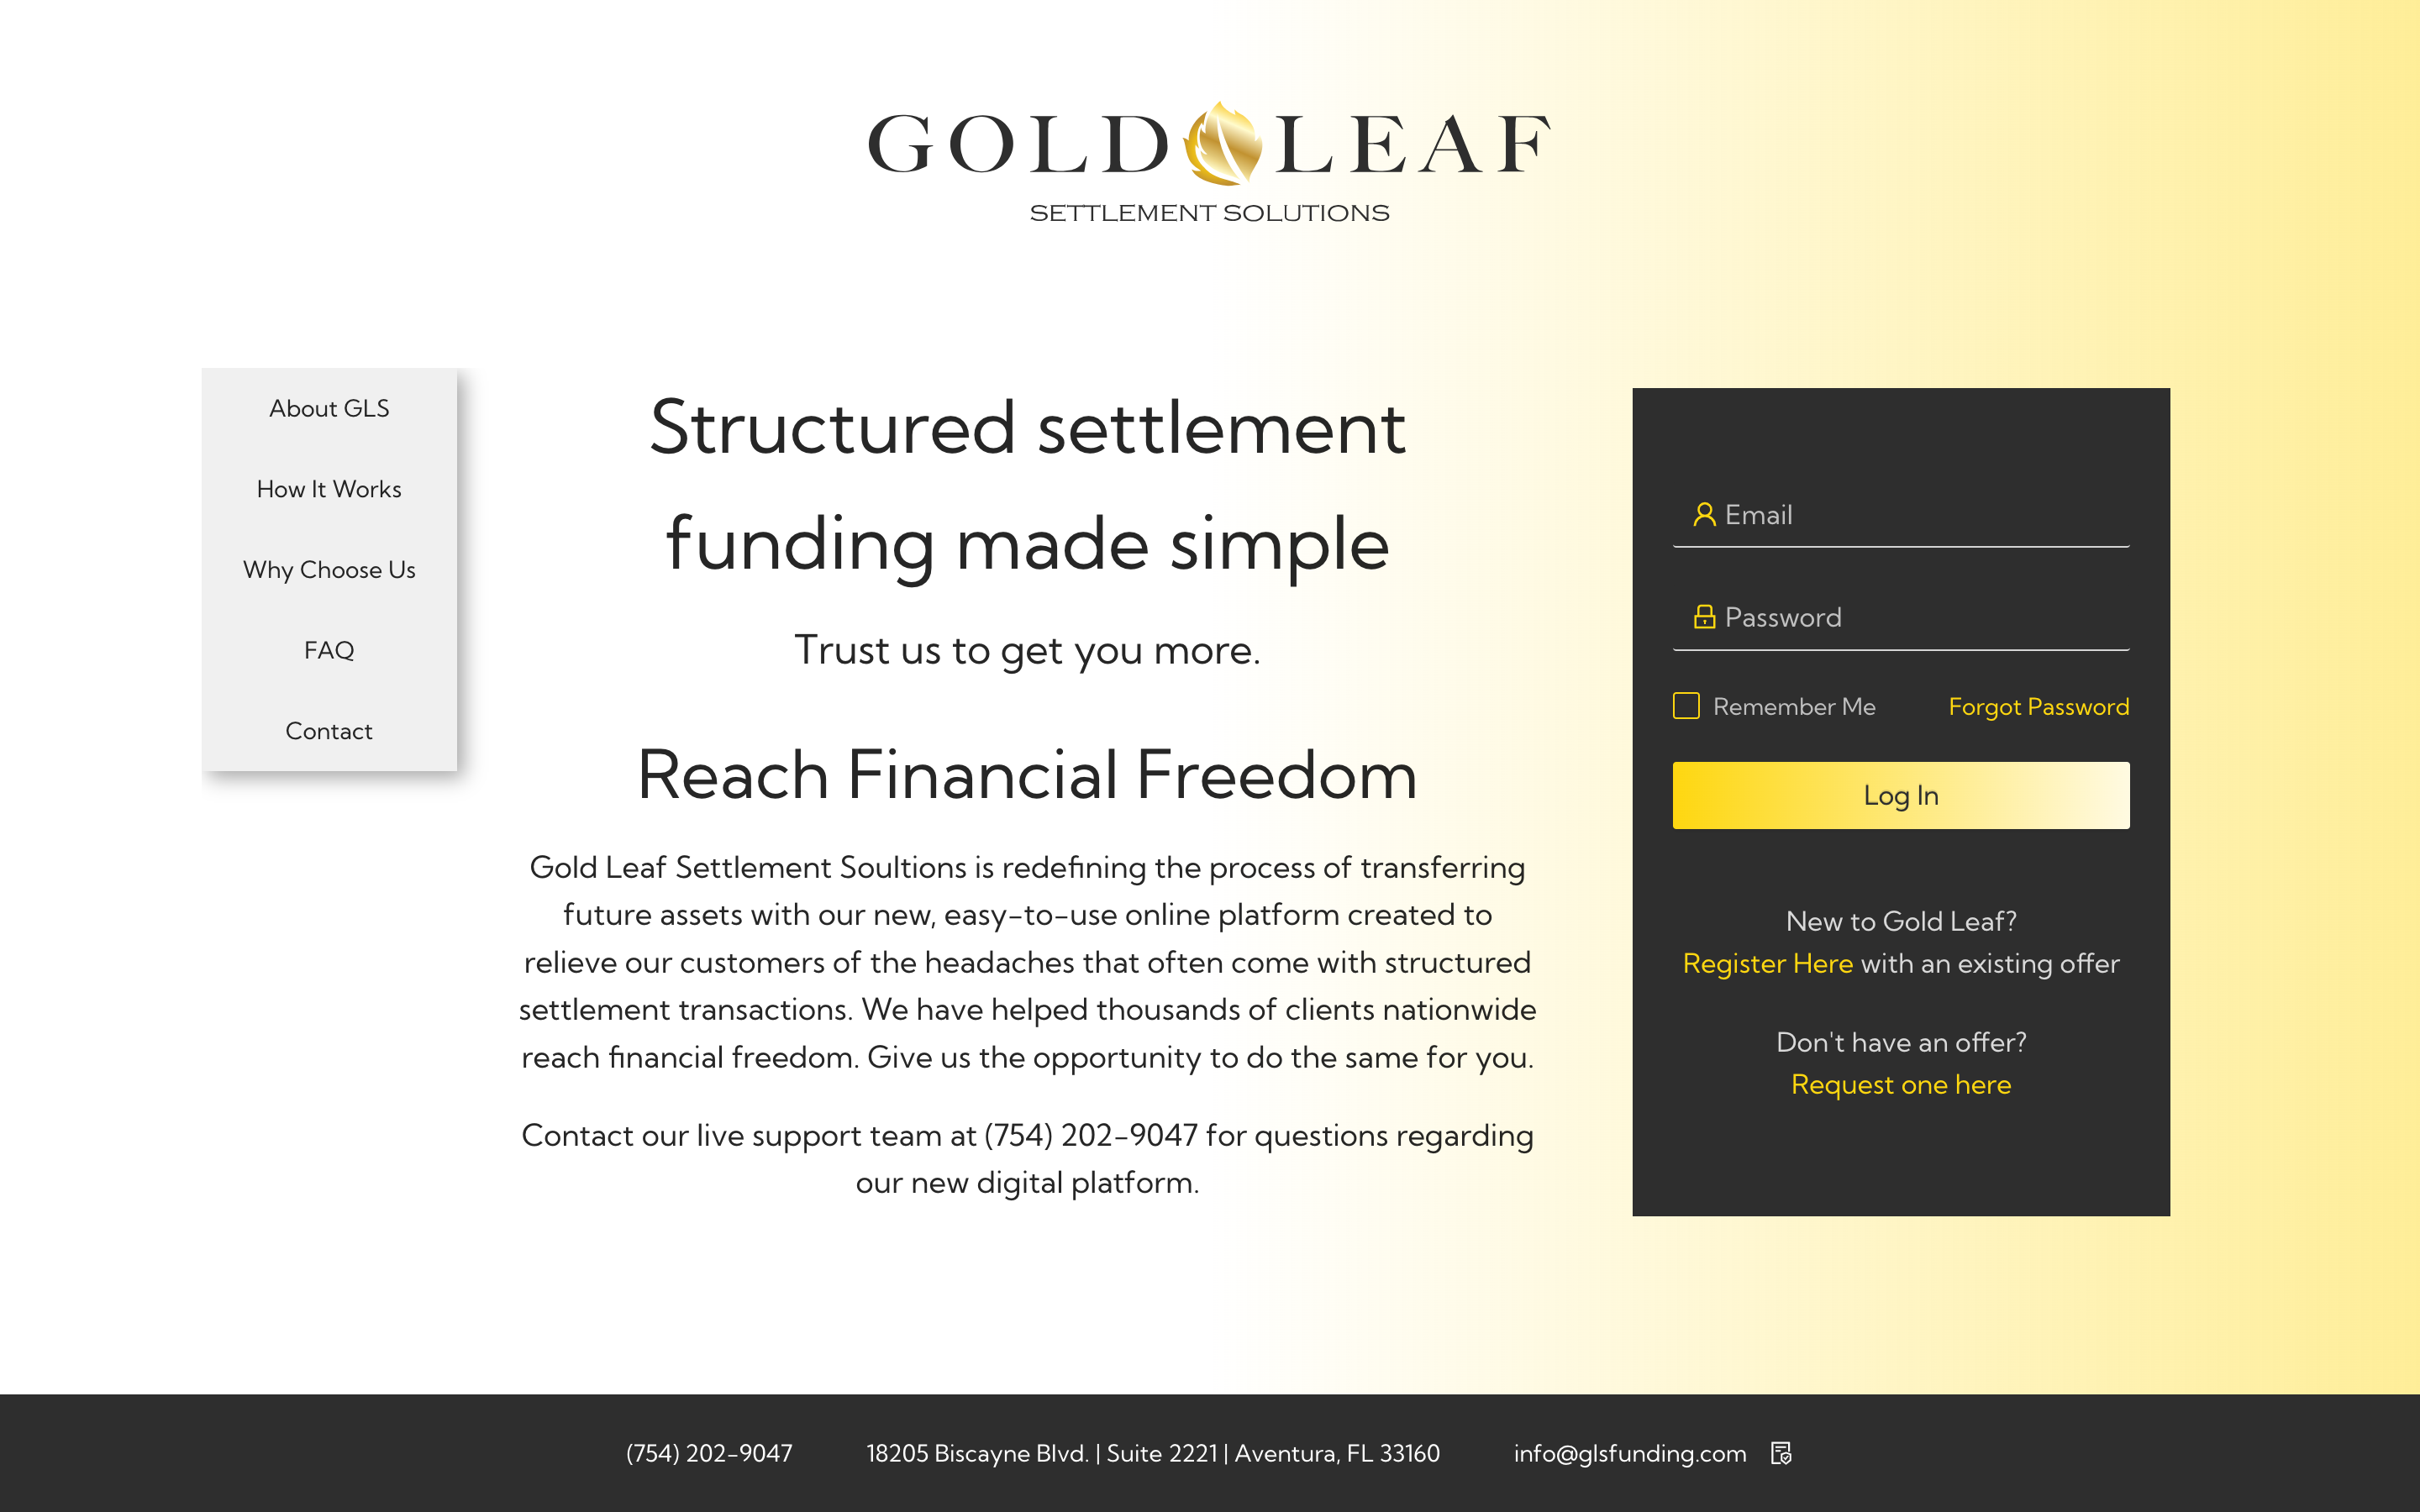 GOLD LEAF
SETTLEMENT SOLUTIONS
About GLS
How It Works
Why Choose Us
FAQ
Contact
Structured settlement
funding made simple
Trust us to get you more.
Reach Financial Freedom
Gold Leaf Settlement Soultions is redefining the process of transferring
future assets with our new, easy-to-use online platform created to
relieve our customers of the headaches that often come with structured
settlement transactions. We have helped thousands of clients nationwide
reach financial freedom. Give us the opportunity to do the same for you.
Contact our live support team at (754) 202-9047 for questions regarding
our new digital platform.
Email
Password
Remember Me Forgot Password
Log In
New to Gold Leaf?
Register Here with an existing offer
Don't have an offer?
Request one here
(754) 202-9047 18205 Biscayne Blvd. | Suite 2221 | Aventura, FL 33160 info@glsfunding.com